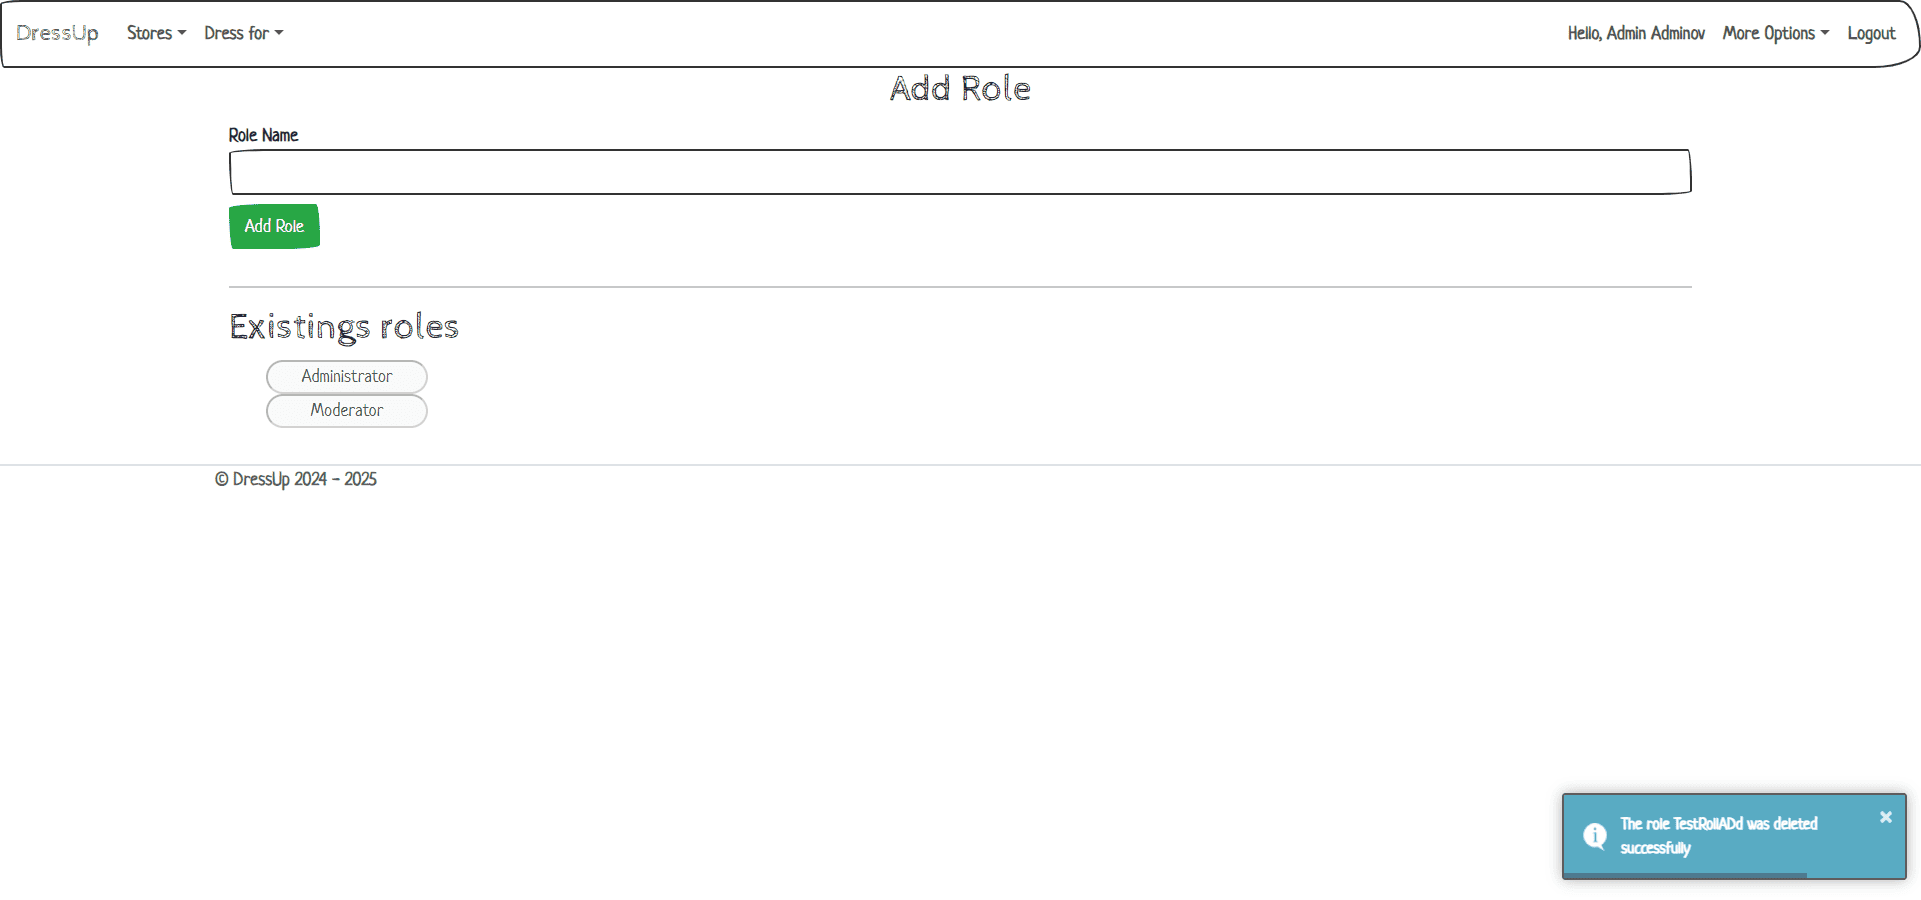 DressUp Stores Dress for Hello, Admin Adminov More Options Logout
Add Role
Role Name
Add Role
Existings roles
Administrator
Moderator
© DressUp 2024 - 2025
The role TestRollADd was deleted
successfully